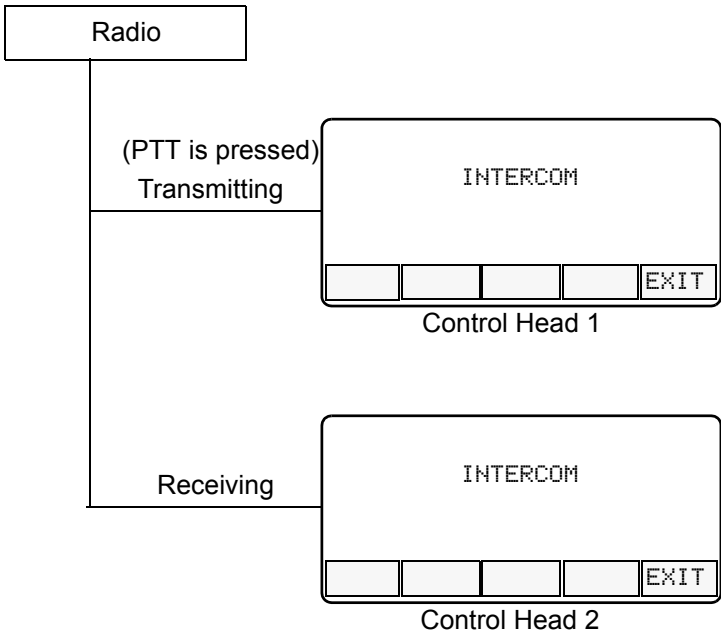 Radio
(PTT is pressed)
Transmitting
INTERCOM
EXIT
Control Head 1
Receiving
INTERCOM
EXIT
Control Head 2